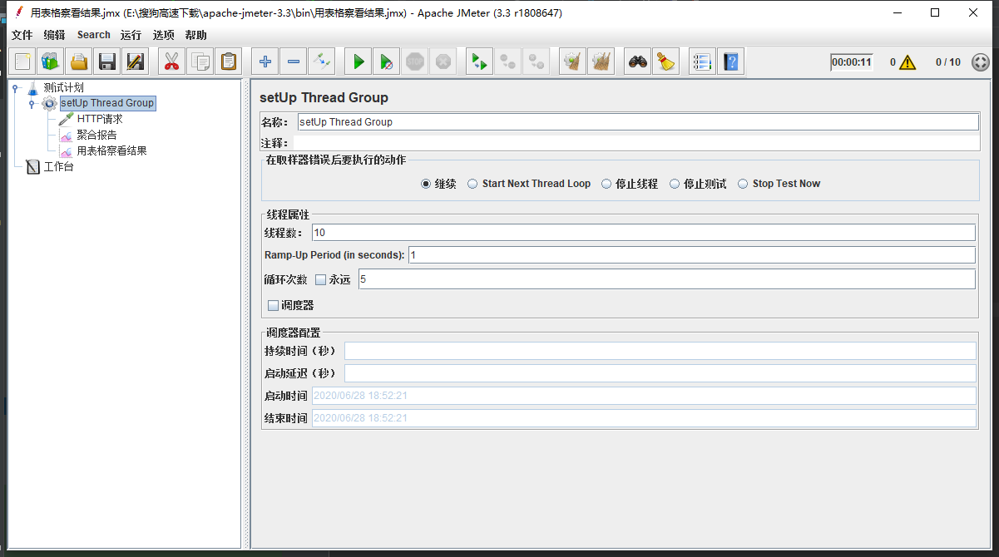 用表格察看结果.jmx (E:\搜狗高速下载\apache-jmeter-3.3\bin\用表格察看结果.jmx) - Apache JMeter (3.3 r1808647)
文件 编辑 Search 运行 选项 帮助
STOP 00:00:11 0 0 / 10
测试计划
setUp Thread Group
HTTP请求
聚合报告
用表格察看结果
工作台
setUp Thread Group
名称： setUp Thread Group
注释：
在取样器错误后要执行的动作
继续 Start Next Thread Loop 停止线程 停止测试 Stop Test Now
线程属性
线程数： 10
Ramp-Up Period (in seconds): 1
循环次数 永远 5
调度器
调度器配置
持续时间（秒）
启动延迟（秒）
启动时间 2020/06/28 18:52:21
结束时间 2020/06/28 18:52:21